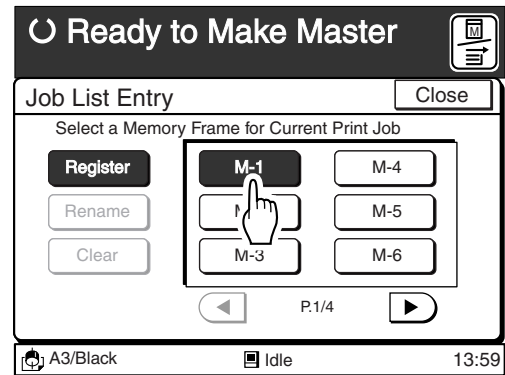 Ready to Make Master
M
Job List Entry
Close
Select a Memory Frame for Current Print Job
Register
M-1
M-4
Rename
M-5
Clear
M-3
M-6
P.1/4
A3/Black
Idle
13:59